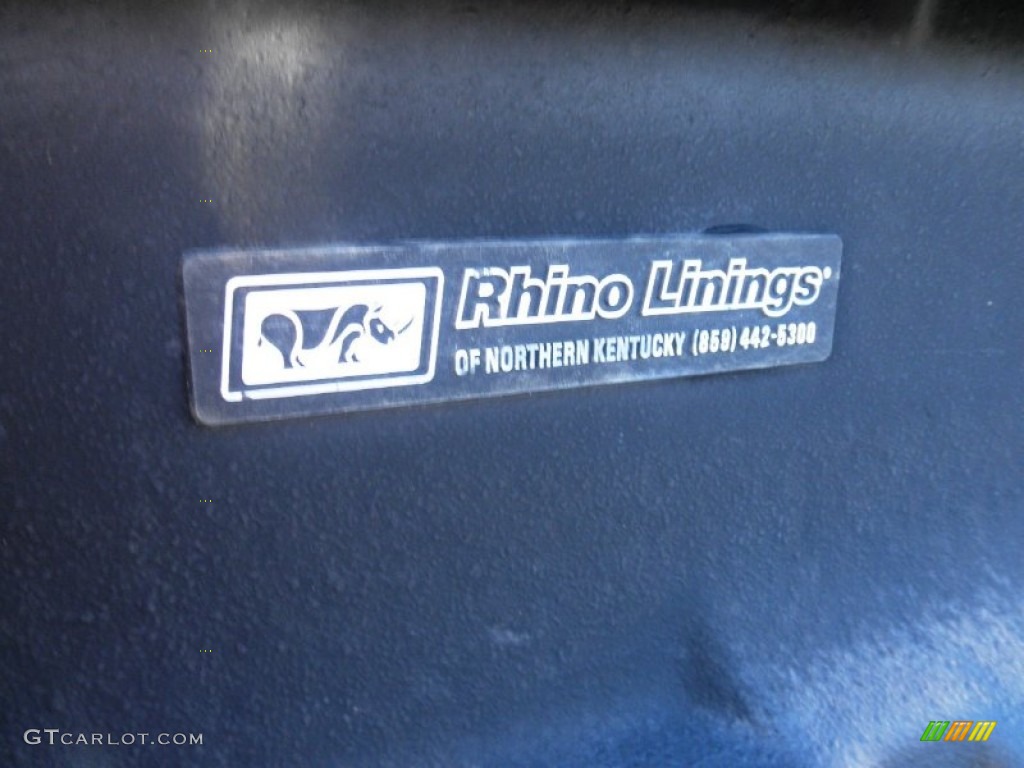 Rhino Linings®
OF NORTHERN KENTUCKY (859) 442-5300
GTCARLOT.COM